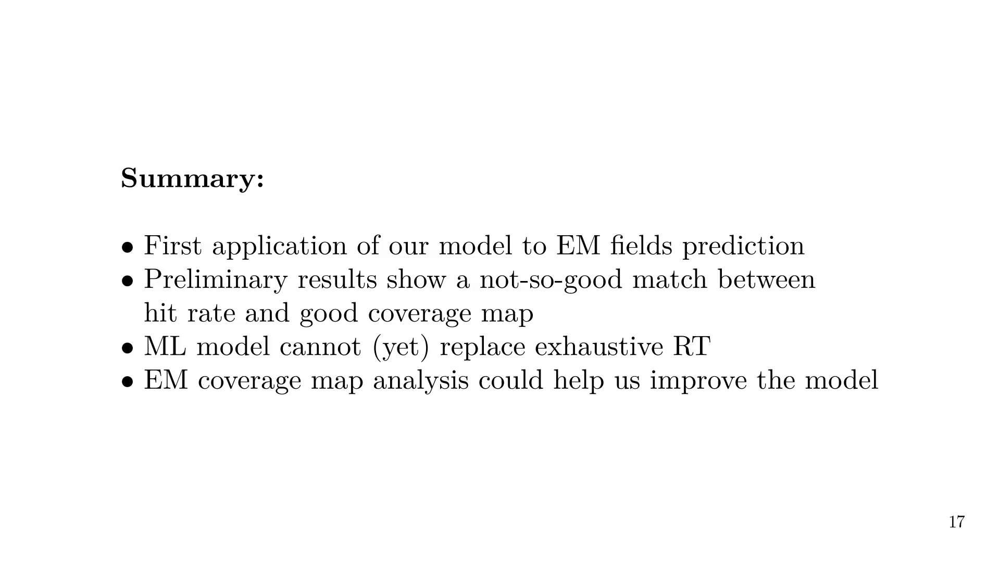 Summary:
• First application of our model to EM fields prediction
• Preliminary results show a not-so-good match between
hit rate and good coverage map
• ML model cannot (yet) replace exhaustive RT
• EM coverage map analysis could help us improve the model
17